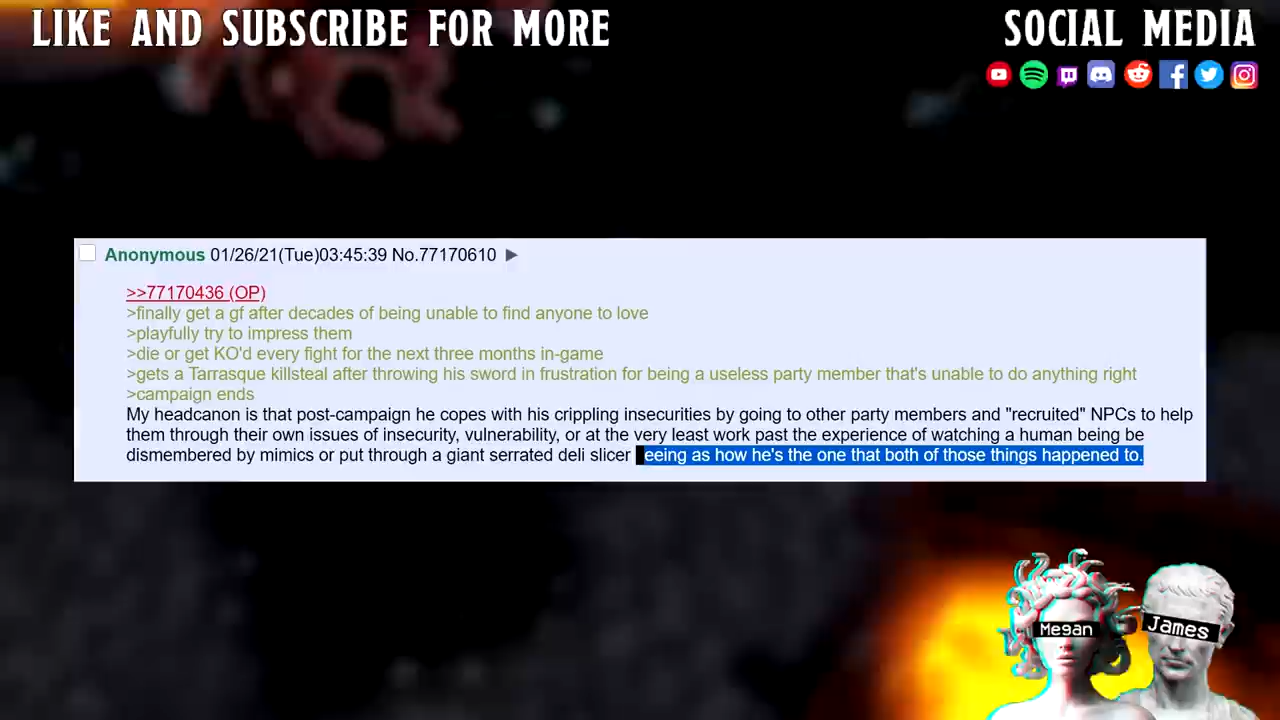 LIKE AND SUBSCRIBE FOR MORE
SOCIAL MEDIA
Anonymous 01/26/21(Tue)03:45:39 No.77170610 ▶
>>77170436 (OP)
>finally get a gf after decades of being unable to find anyone to love
>playfully try to impress them
>die or get KO'd every fight for the next three months in-game
>gets a Tarrasque killsteal after throwing his sword in frustration for being a useless party member that's unable to do anything right
>campaign ends
My headcanon is that post-campaign he copes with his crippling insecurities by going to other party members and "recruited" NPCs to help
them through their own issues of insecurity, vulnerability, or at the very least work past the experience of watching a human being be
dismembered by mimics or put through a giant serrated deli slicer eeing as how he's the one that both of those things happened to.
Megan
James